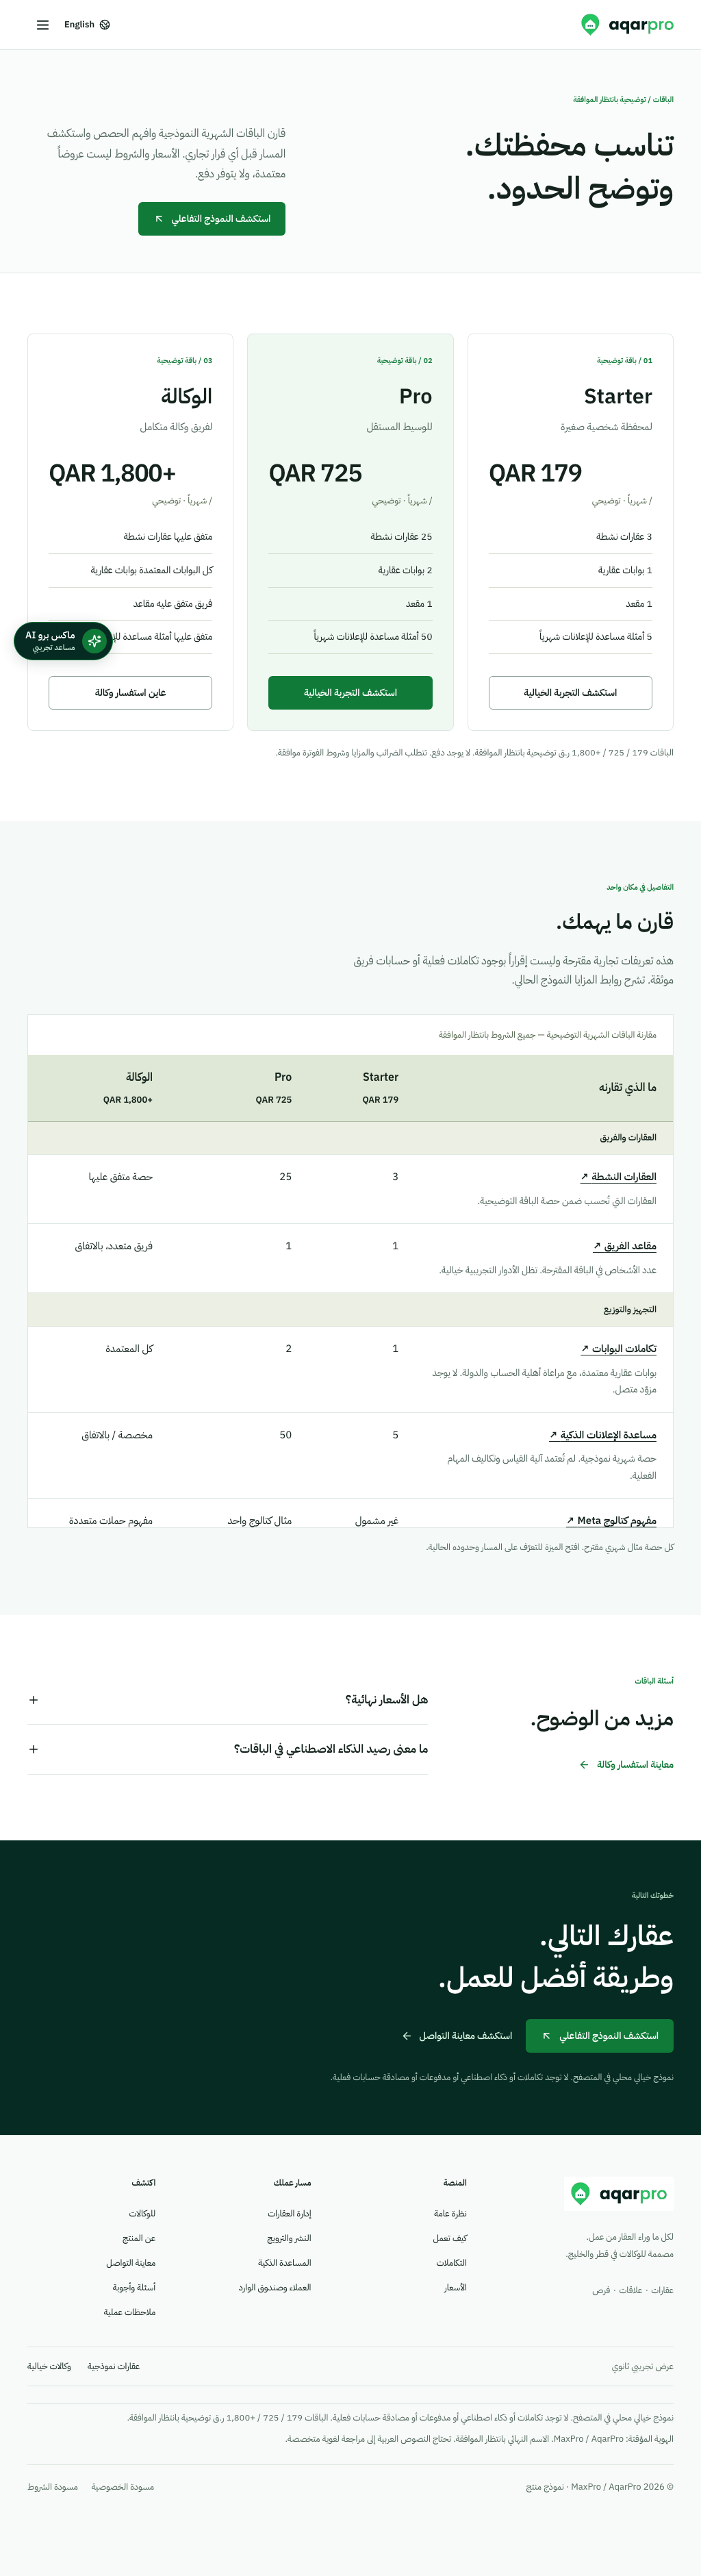 aqarpro
English
الباقات / توضيحية بانتظار الموافقة
تناسب محفظتك.
وتوضح الحدود.
قارن الباقات الشهرية النموذجية وافهم الحصص واستكشف
المسار قبل أي قرار تجاري. الأسعار والشروط ليست عروضاً
معتمدة، ولا يتوفر دفع.
استكشف النموذج التفاعلي
01 / باقة توضيحية
Starter
لمحفظة شخصية صغيرة
QAR 179
/ شهرياً · توضيحي
3 عقارات نشطة
1 بوابات عقارية
1 مقعد
5 أمثلة مساعدة للإعلانات شهرياً
استكشف التجربة الخيالية
02 / باقة توضيحية
Pro
للوسيط المستقل
QAR 725
/ شهرياً · توضيحي
25 عقارات نشطة
2 بوابات عقارية
1 مقعد
50 أمثلة مساعدة للإعلانات شهرياً
استكشف التجربة الخيالية
03 / باقة توضيحية
الوكالة
لفريق وكالة متكامل
QAR 1,800+
/ شهرياً · توضيحي
متفق عليها عقارات نشطة
كل البوابات المعتمدة بوابات عقارية
فريق متفق عليه مقاعد
متفق عليها أمثلة مساعدة
عاين استفسار وكالة
ماكس برو AI
مساعد تجريبي
الباقات 179 / 725 / +1,800 ر.ق توضيحية بانتظار الموافقة. لا يوجد دفع. تتطلب الضرائب والمزايا وشروط الفوترة موافقة.
التفاصيل في مكان واحد
قارن ما يهمك.
هذه تعريفات تجارية مقترحة وليست إقراراً بوجود تكاملات فعلية أو حسابات فريق
موثقة. تشرح روابط المزايا النموذج الحالي.
مقارنة الباقات الشهرية التوضيحية — جميع الشروط بانتظار الموافقة
ما الذي تقارنه
Starter
QAR 179
Pro
QAR 725
الوكالة
QAR 1,800+
العقارات والفريق
العقارات النشطة ↗
3
25
حصة متفق عليها
العقارات التي تُحسب ضمن حصة الباقة التوضيحية.
مقاعد الفريق ↗
1
1
فريق متعدد، بالاتفاق
عدد الأشخاص في الباقة المقترحة. تظل الأدوار التجريبية خيالية.
التجهيز والتوزيع
تكاملات البوابات ↗
1
2
كل المعتمدة
بوابات عقارية معتمدة، مع مراعاة أهلية الحساب والدولة. لا يوجد
مزوّد متصل.
مساعدة الإعلانات الذكية ↗
5
50
مخصصة / بالاتفاق
حصة شهرية نموذجية. لم تُعتمد آلية القياس وتكاليف المهام
الفعلية.
مفهوم كتالوج Meta ↗
غير مشمول
مثال كتالوج واحد
مفهوم حملات متعددة
كل حصة مثال شهري مقترح. افتح الميزة للتعرّف على المسار وحدوده الحالية.
أسئلة الباقات
مزيد من الوضوح.
معاينة استفسار وكالة
هل الأسعار نهائية؟
ما معنى رصيد الذكاء الاصطناعي في الباقات؟
خطوتك التالية
عقارك التالي.
وطريقة أفضل للعمل.
استكشف النموذج التفاعلي
استكشف معاينة التواصل
نموذج خيالي محلي في المتصفح. لا توجد تكاملات أو ذكاء اصطناعي أو مدفوعات أو مصادقة حسابات فعلية.
aqarpro
لكل ما وراء العقار من عمل.
مصممة للوكالات في قطر والخليج.
عقارات · علاقات · فرص
المنصة
نظرة عامة
كيف تعمل
التكاملات
الأسعار
مسار عملك
إدارة العقارات
النشر والترويج
المساعدة الذكية
العملاء وصندوق الوارد
اكتشف
للوكالات
عن المنتج
معاينة التواصل
أسئلة وأجوبة
ملاحظات عملية
عرض تجريبي ثانوي
عقارات نموذجية
وكالات خيالية
نموذج خيالي محلي في المتصفح. لا توجد تكاملات أو ذكاء اصطناعي أو مدفوعات أو مصادقة حسابات فعلية. الباقات 179 / 725 / +1,800 ر.ق توضيحية بانتظار الموافقة.
الهوية المؤقتة: MaxPro / AqarPro. الاسم النهائي بانتظار الموافقة. تحتاج النصوص العربية إلى مراجعة لغوية متخصصة.
© 2026 MaxPro / AqarPro · نموذج منتج
مسودة الخصوصية
مسودة الشروط